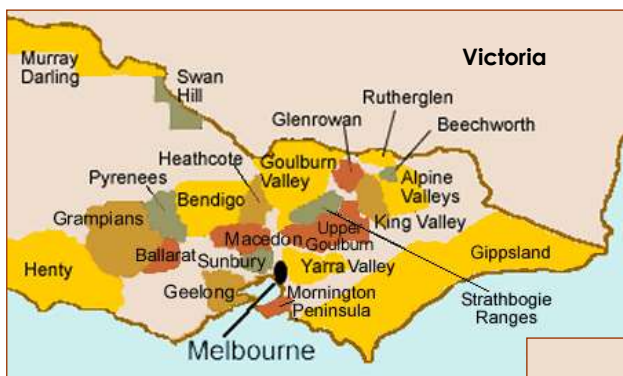 Victoria
Murray
Darling
Swan
Hill
Rutherglen
Glenrowan
Beechworth
Heathcote
Goulburn
Valley
Pyrenees
Bendigo
Alpine
Valleys
Grampians
King Valley
Ballarat
Macedon
Upper
Goulburn
Sunbury
Gippsland
Henty
Yarra Valley
Geelong
Mornington
Peninsula
Strathbogie
Ranges
Melbourne